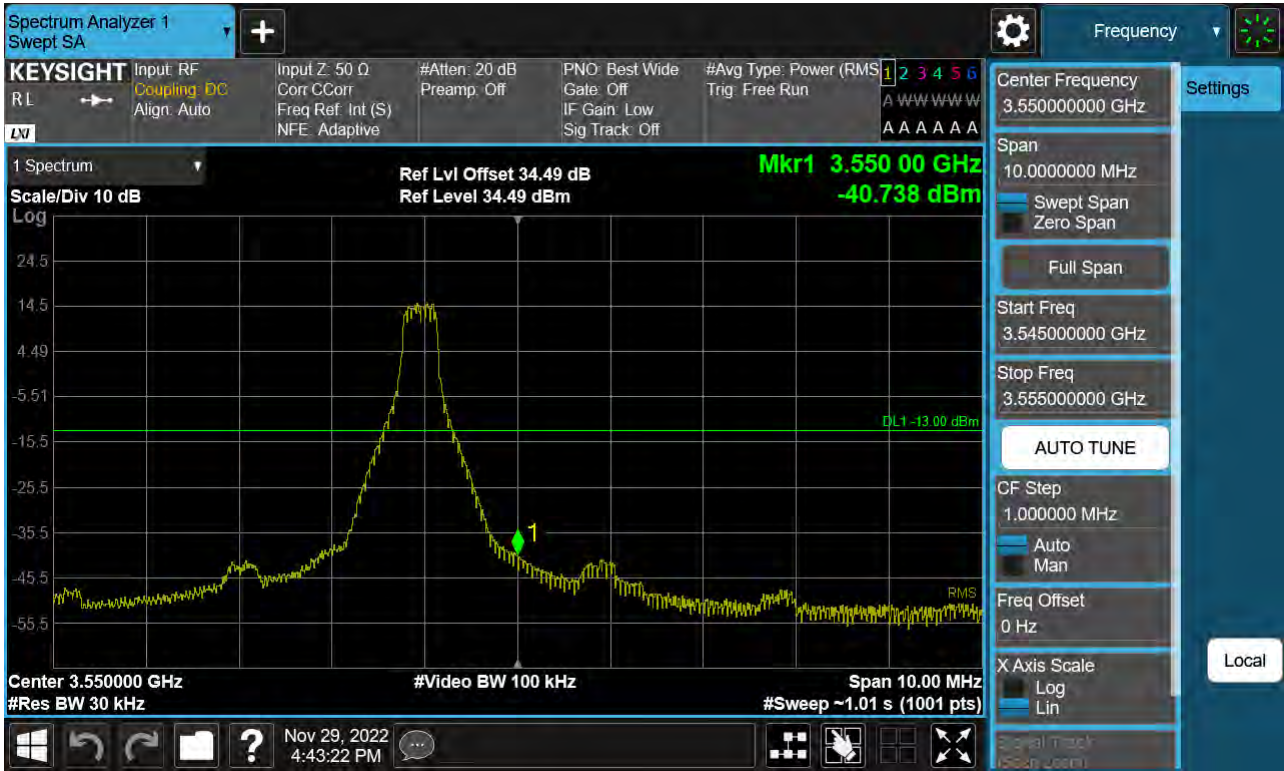 Spectrum Analyzer 1
Swept SA
+
Frequency
KEYSIGHT
RL
LXI
Input: RF
Coupling: DC
Align: Auto
Input Z: 50 Ω
Corr CCorr
Freq Ref: Int (S)
NFE: Adaptive
#Atten: 20 dB
Preamp: Off
PNO: Best Wide
Gate: Off
IF Gain: Low
Sig Track: Off
#Avg Type: Power (RMS
Trig: Free Run
1 2 3 4 5 6
A W W W W W
A A A A A A
1 Spectrum
Scale/Div 10 dB
Log
Ref Lvl Offset 34.49 dB
Ref Level 34.49 dBm
Mkr1 3.550 00 GHz
-40.738 dBm
24.5
14.5
4.49
-5.51
-15.5
-25.5
-35.5
-45.5
-55.5
DL1 -13.00 dBm
1
RMS
Center 3.550000 GHz
#Res BW 30 kHz
#Video BW 100 kHz
Span 10.00 MHz
#Sweep ~1.01 s (1001 pts)
Center Frequency
3.550000000 GHz
Settings
Span
10.0000000 MHz
Swept Span
Zero Span
Full Span
Start Freq
3.545000000 GHz
Stop Freq
3.555000000 GHz
AUTO TUNE
CF Step
1.000000 MHz
Auto
Man
Freq Offset
0 Hz
X Axis Scale
Log
Lin
Local
Signal Track
(Span Zoom)
?
Nov 29, 2022
4:43:22 PM